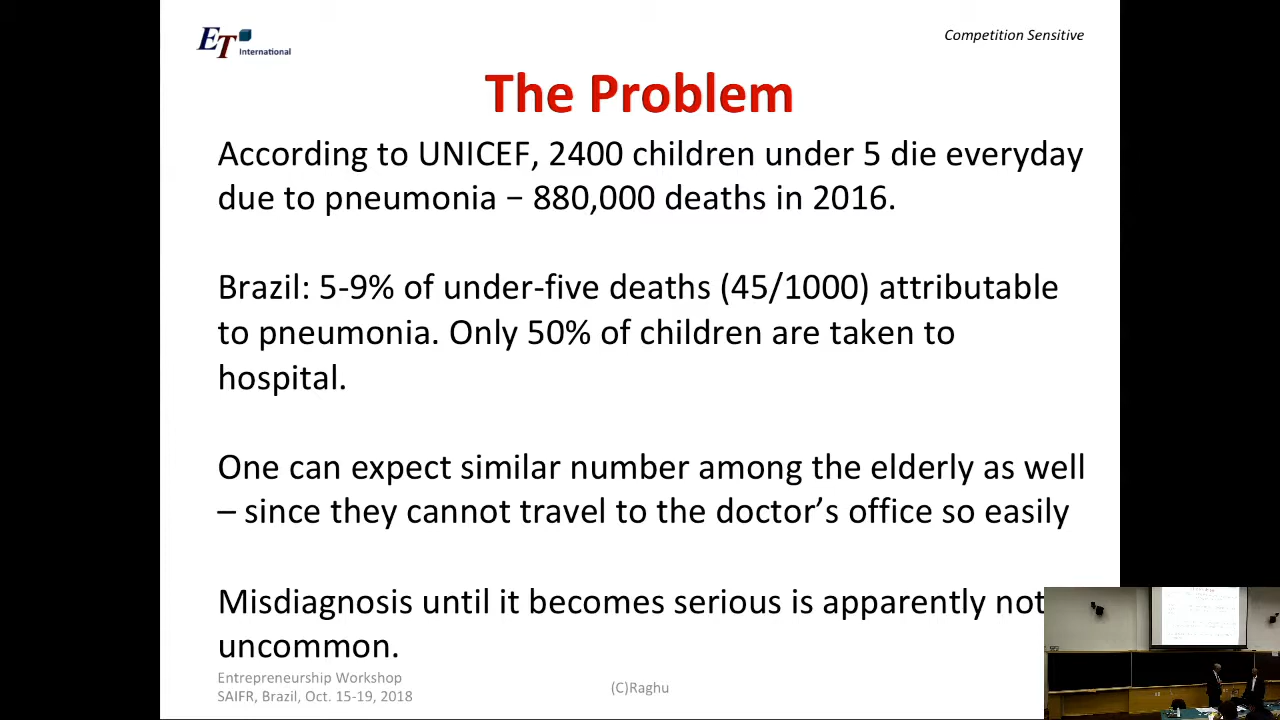 ET International
Competition Sensitive
The Problem
According to UNICEF, 2400 children under 5 die everyday
due to pneumonia − 880,000 deaths in 2016.
Brazil: 5-9% of under-five deaths (45/1000) attributable
to pneumonia. Only 50% of children are taken to
hospital.
One can expect similar number among the elderly as well
– since they cannot travel to the doctor’s office so easily
Misdiagnosis until it becomes serious is apparently not
uncommon.
Entrepreneurship Workshop
SAIFR, Brazil, Oct. 15-19, 2018
(C)Raghu